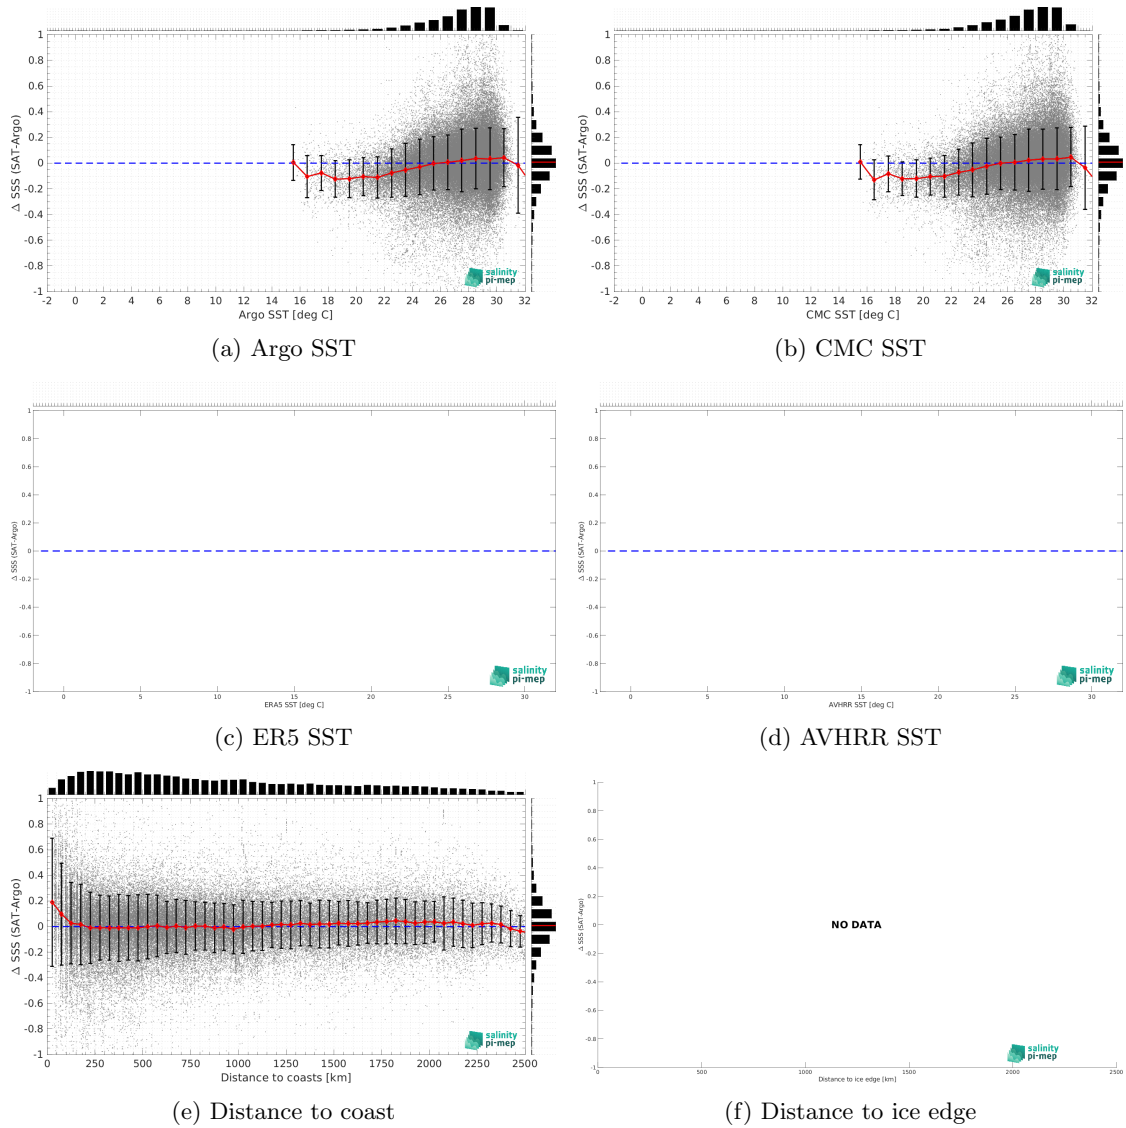 1
0.8
0.6
0.4
0.2
0
-0.2
-0.4
-0.6
-0.8
-1
Δ SSS (SAT-Argo)
-2 0 2 4 6 8 10 12 14 16 18 20 22 24 26 28 30 32
Argo SST [deg C]
salinity
pi-mep
(a) Argo SST
1
0.8
0.6
0.4
0.2
0
-0.2
-0.4
-0.6
-0.8
-1
Δ SSS (SAT-Argo)
-2 0 2 4 6 8 10 12 14 16 18 20 22 24 26 28 30 32
CMC SST [deg C]
salinity
pi-mep
(b) CMC SST
1
0.8
0.6
0.4
0.2
0
-0.2
-0.4
-0.6
-0.8
-1
Δ SSS (SAT-Argo)
0 5 10 15 20 25 30
ERA5 SST [deg C]
salinity
pi-mep
(c) ER5 SST
1
0.8
0.6
0.4
0.2
0
-0.2
-0.4
-0.6
-0.8
-1
Δ SSS (SAT-Argo)
0 5 10 15 20 25 30
AVHRR SST [deg C]
salinity
pi-mep
(d) AVHRR SST
1
0.8
0.6
0.4
0.2
0
-0.2
-0.4
-0.6
-0.8
-1
Δ SSS (SAT-Argo)
0 250 500 750 1000 1250 1500 1750 2000 2250 2500
Distance to coasts [km]
salinity
pi-mep
(e) Distance to coast
1
0.8
0.6
0.4
0.2
0
-0.2
-0.4
-0.6
-0.8
-1
Δ SSS (SAT-Argo)
NO DATA
0 500 1000 1500 2000 2500
Distance to ice edge [km]
salinity
pi-mep
(f) Distance to ice edge